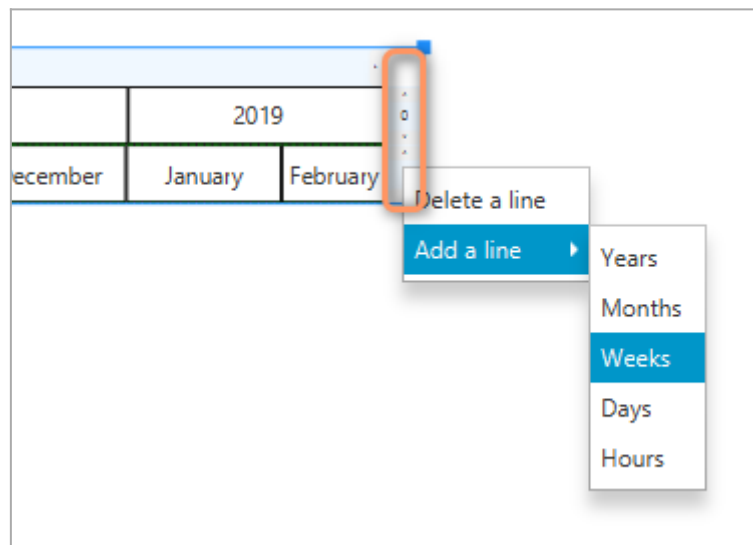 2019
ecember
January
February
Delete a line
Add a line
Years
Months
Weeks
Days
Hours